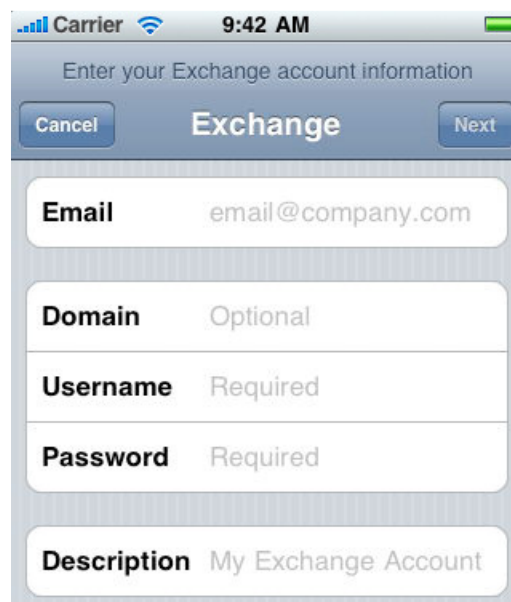 Carrier 9:42 AM
Enter your Exchange account information
Cancel Exchange Next
Email email@company.com
Domain Optional
Username Required
Password Required
Description My Exchange Account